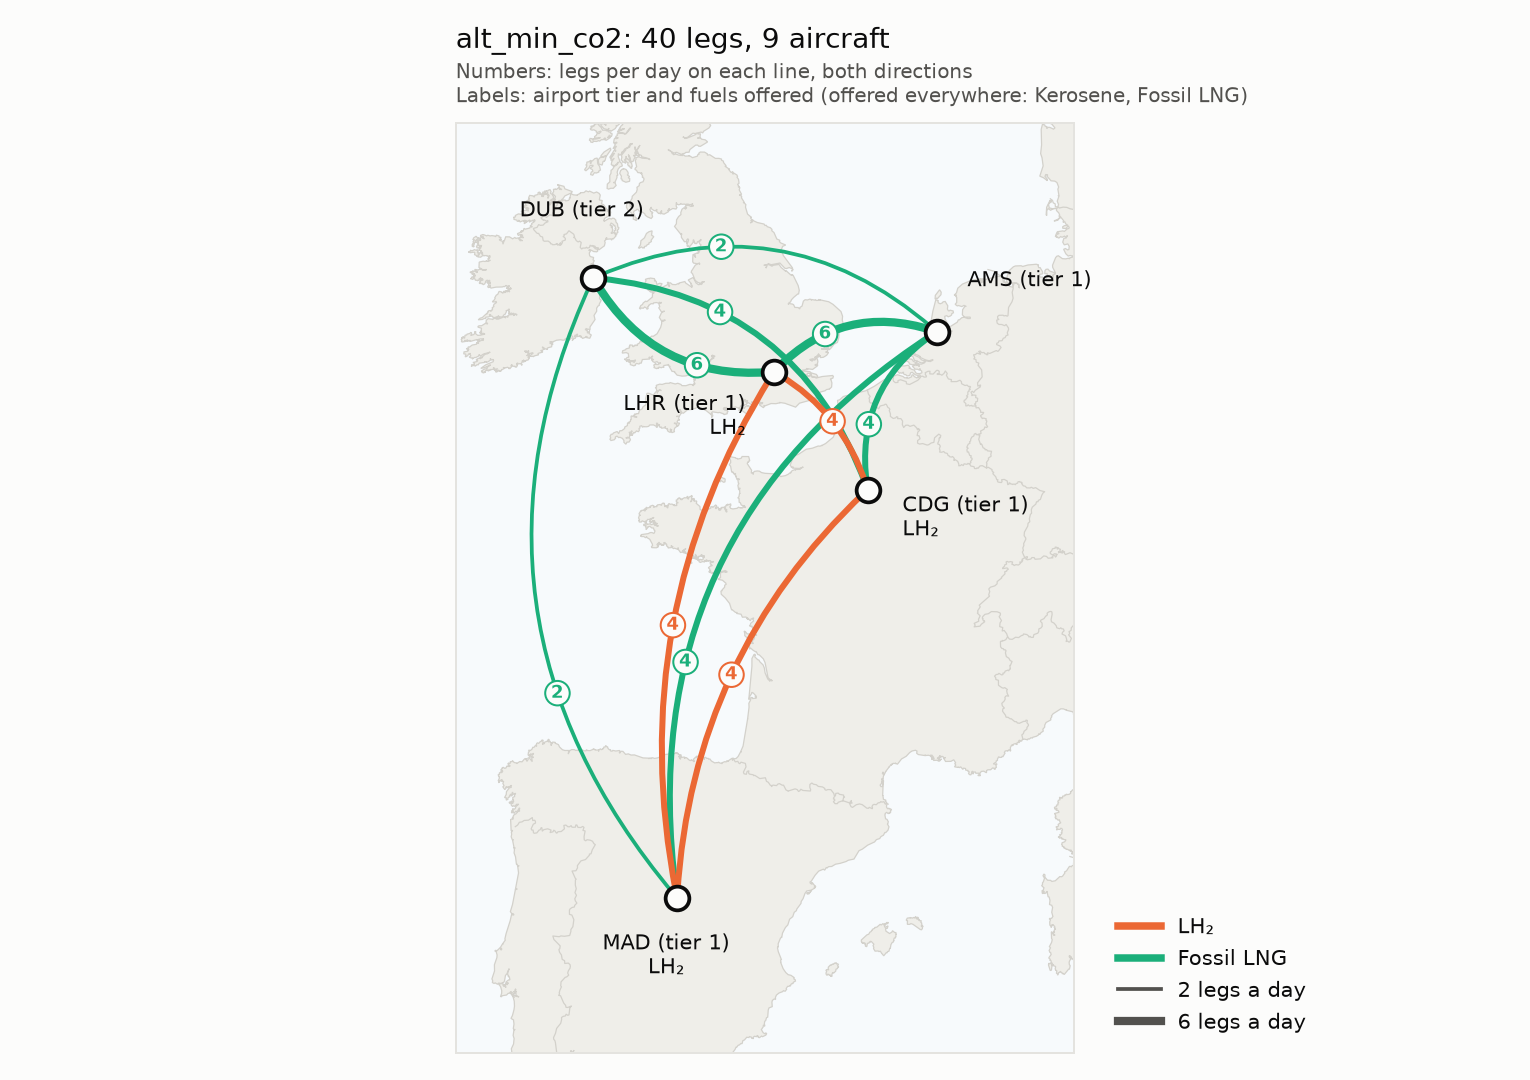 alt_min_co2: 40 legs, 9 aircraft
Numbers: legs per day on each line, both directions
Labels: airport tier and fuels offered (offered everywhere: Kerosene, Fossil LNG)
DUB (tier 2)
2
AMS (tier 1)
4
6
6
LHR (tier 1)
LH₂
4
4
CDG (tier 1)
LH₂
4
4
4
2
MAD (tier 1)
LH₂
LH₂
Fossil LNG
2 legs a day
6 legs a day